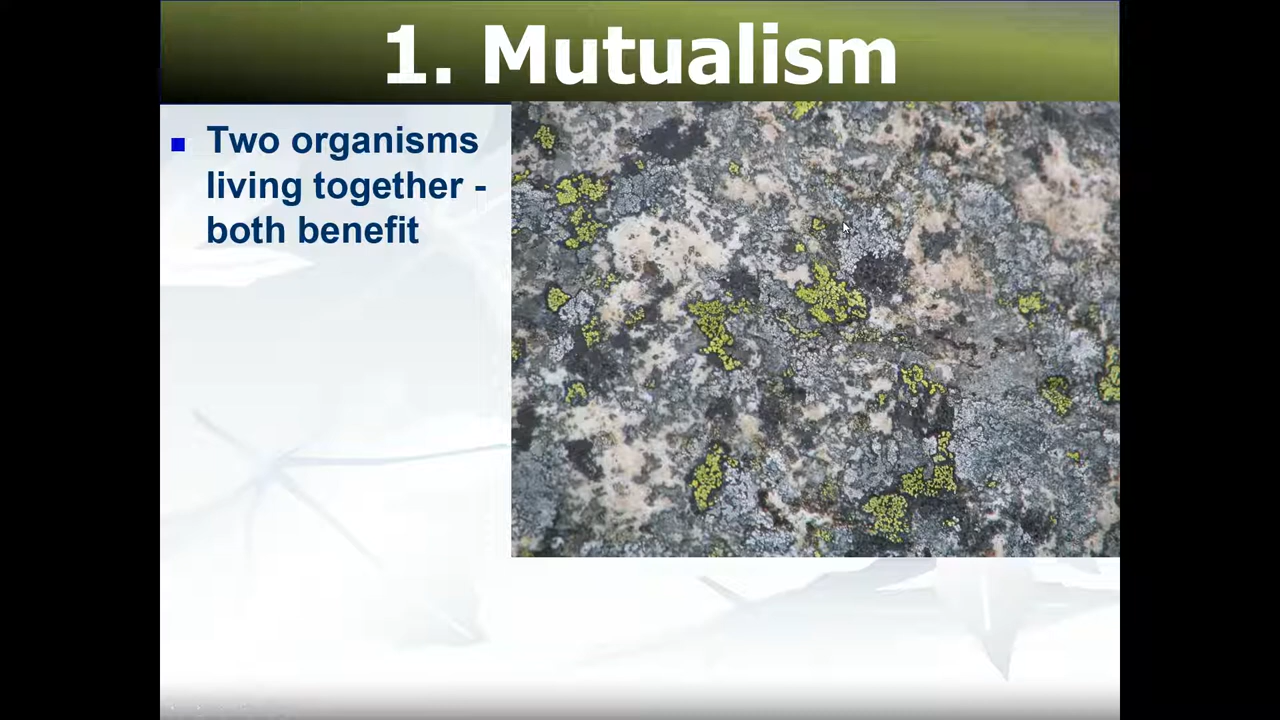 1. Mutualism
Two organisms
living together -
both benefit